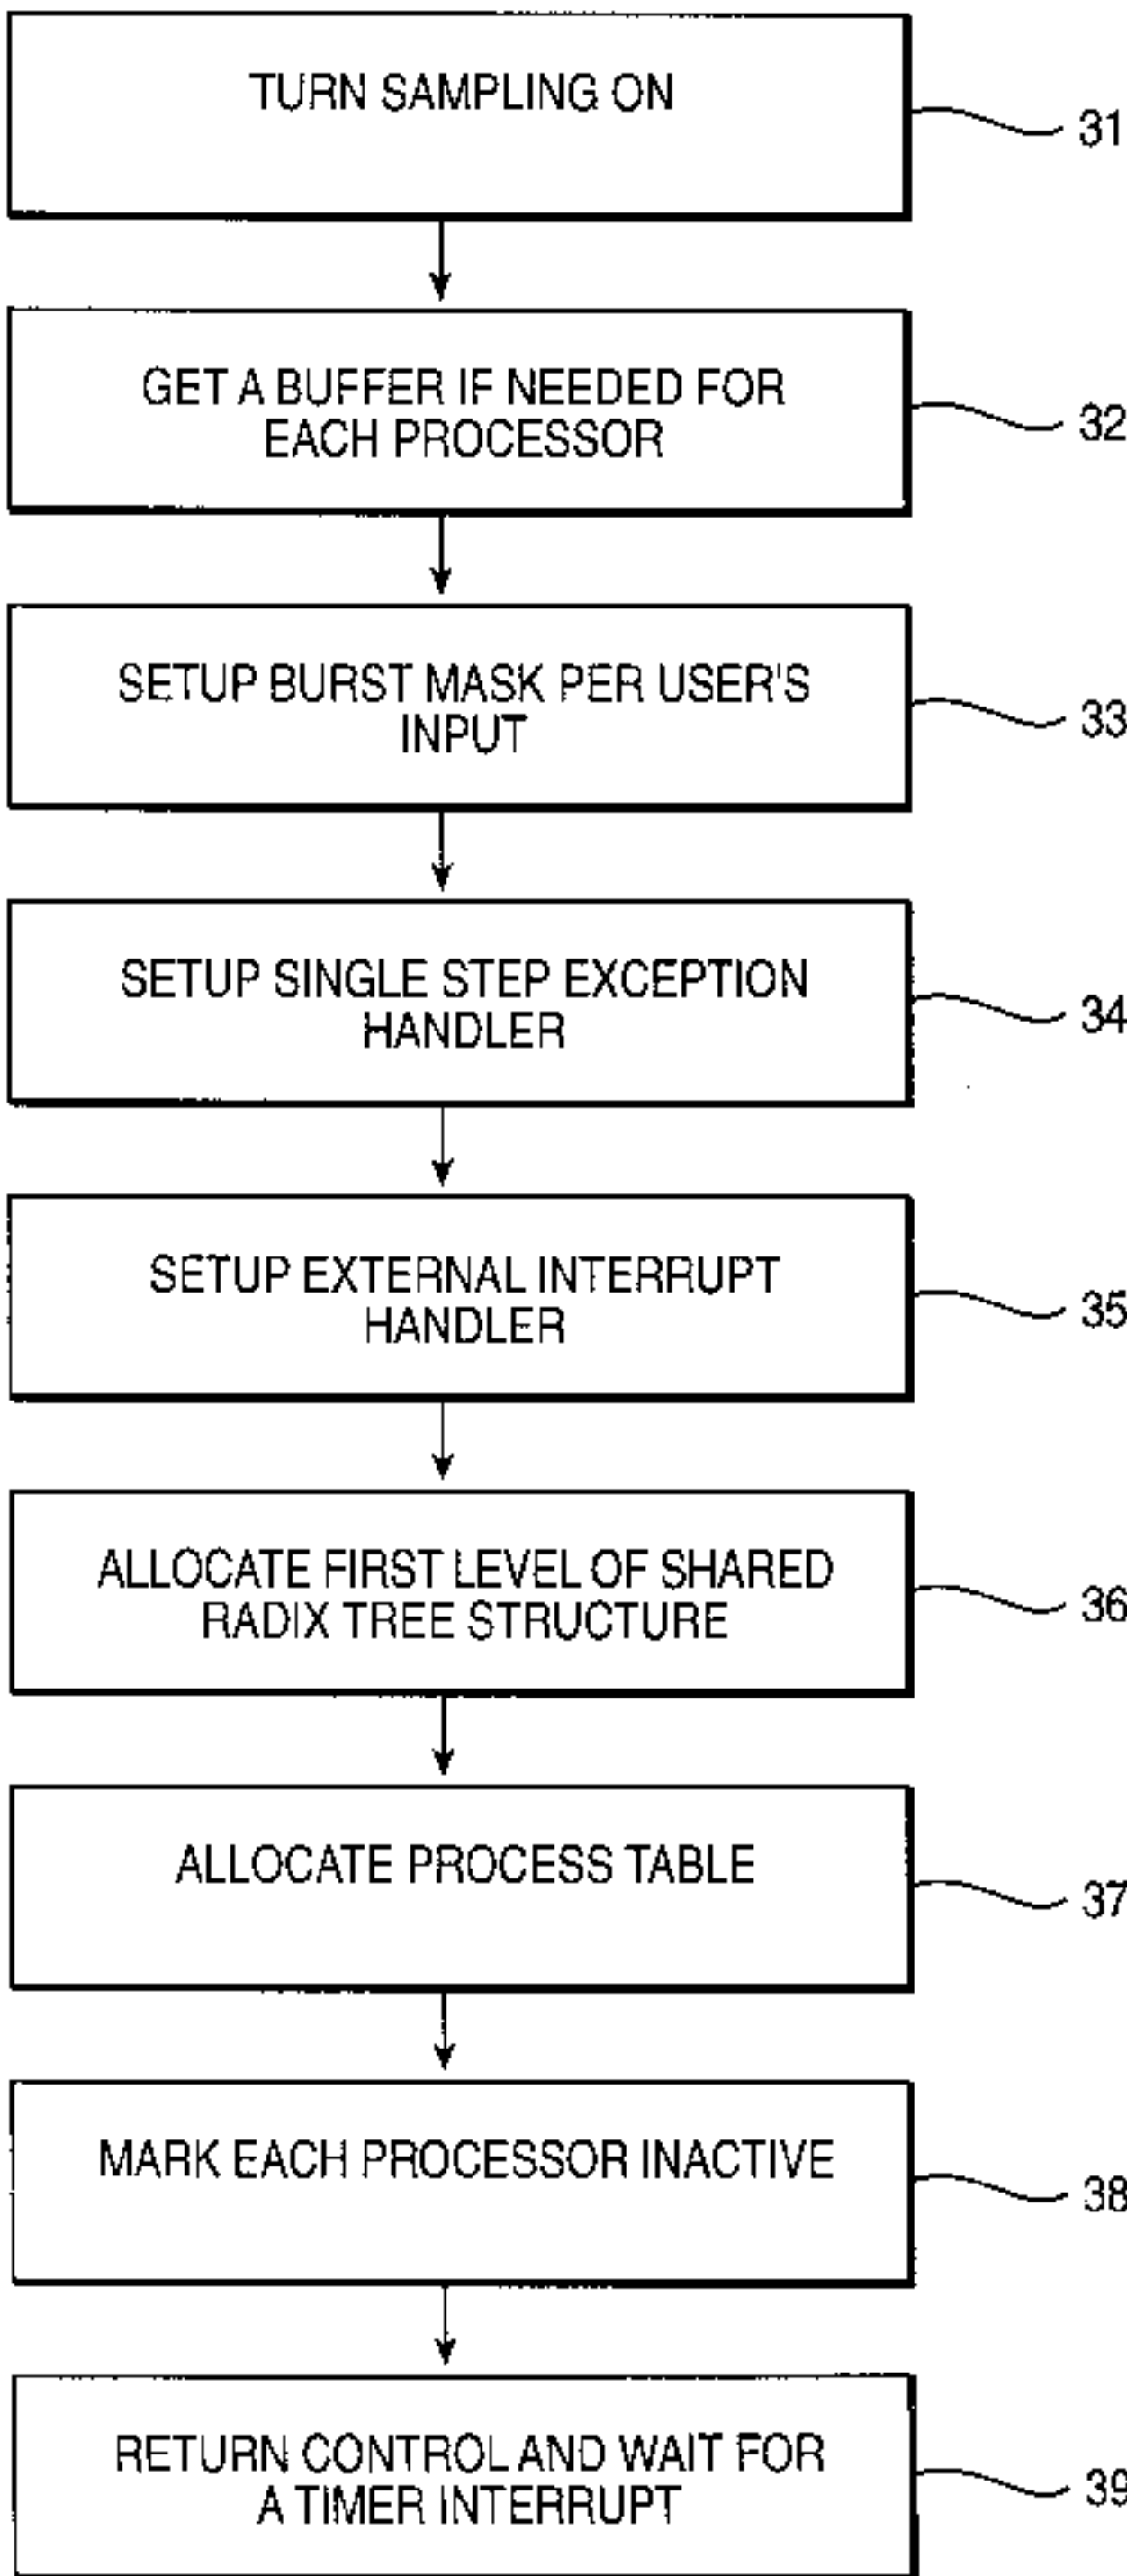 TURN SAMPLING ON
31
GET A BUFFER IF NEEDED FOR
EACH PROCESSOR
32
SETUP BURST MASK PER USER'S
INPUT
33
SETUP SINGLE STEP EXCEPTION
HANDLER
34
SETUP EXTERNAL INTERRUPT
HANDLER
35
ALLOCATE FIRST LEVEL OF SHARED
RADIX TREE STRUCTURE
36
ALLOCATE PROCESS TABLE
37
MARK EACH PROCESSOR INACTIVE
38
RETURN CONTROL AND WAIT FOR
A TIMER INTERRUPT
39